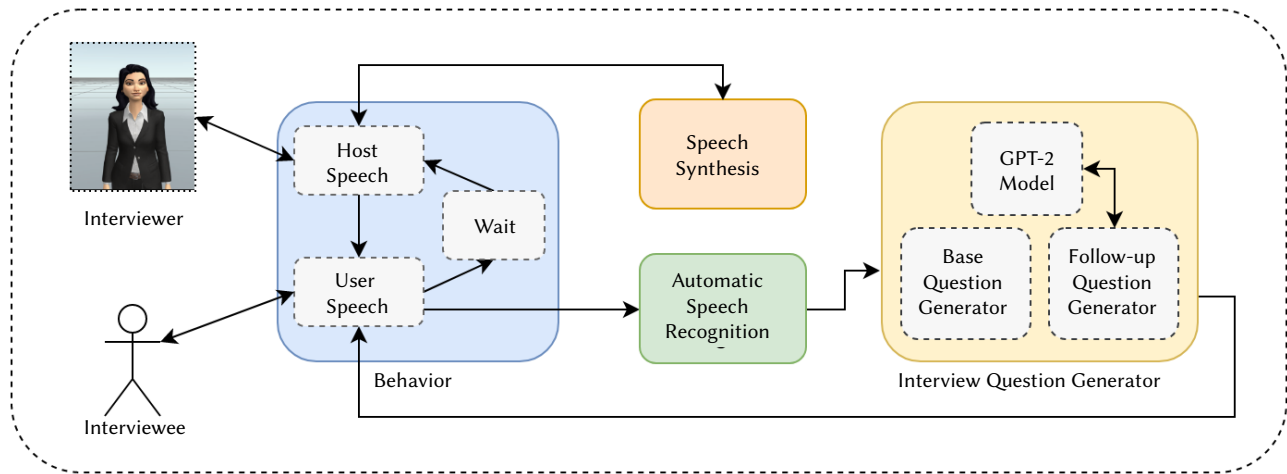 Interviewer
Interviewee
Host
Speech
Wait
User
Speech
Behavior
Speech
Synthesis
Automatic
Speech
Recognition
GPT-2
Model
Base
Question
Generator
Follow-up
Question
Generator
Interview Question Generator